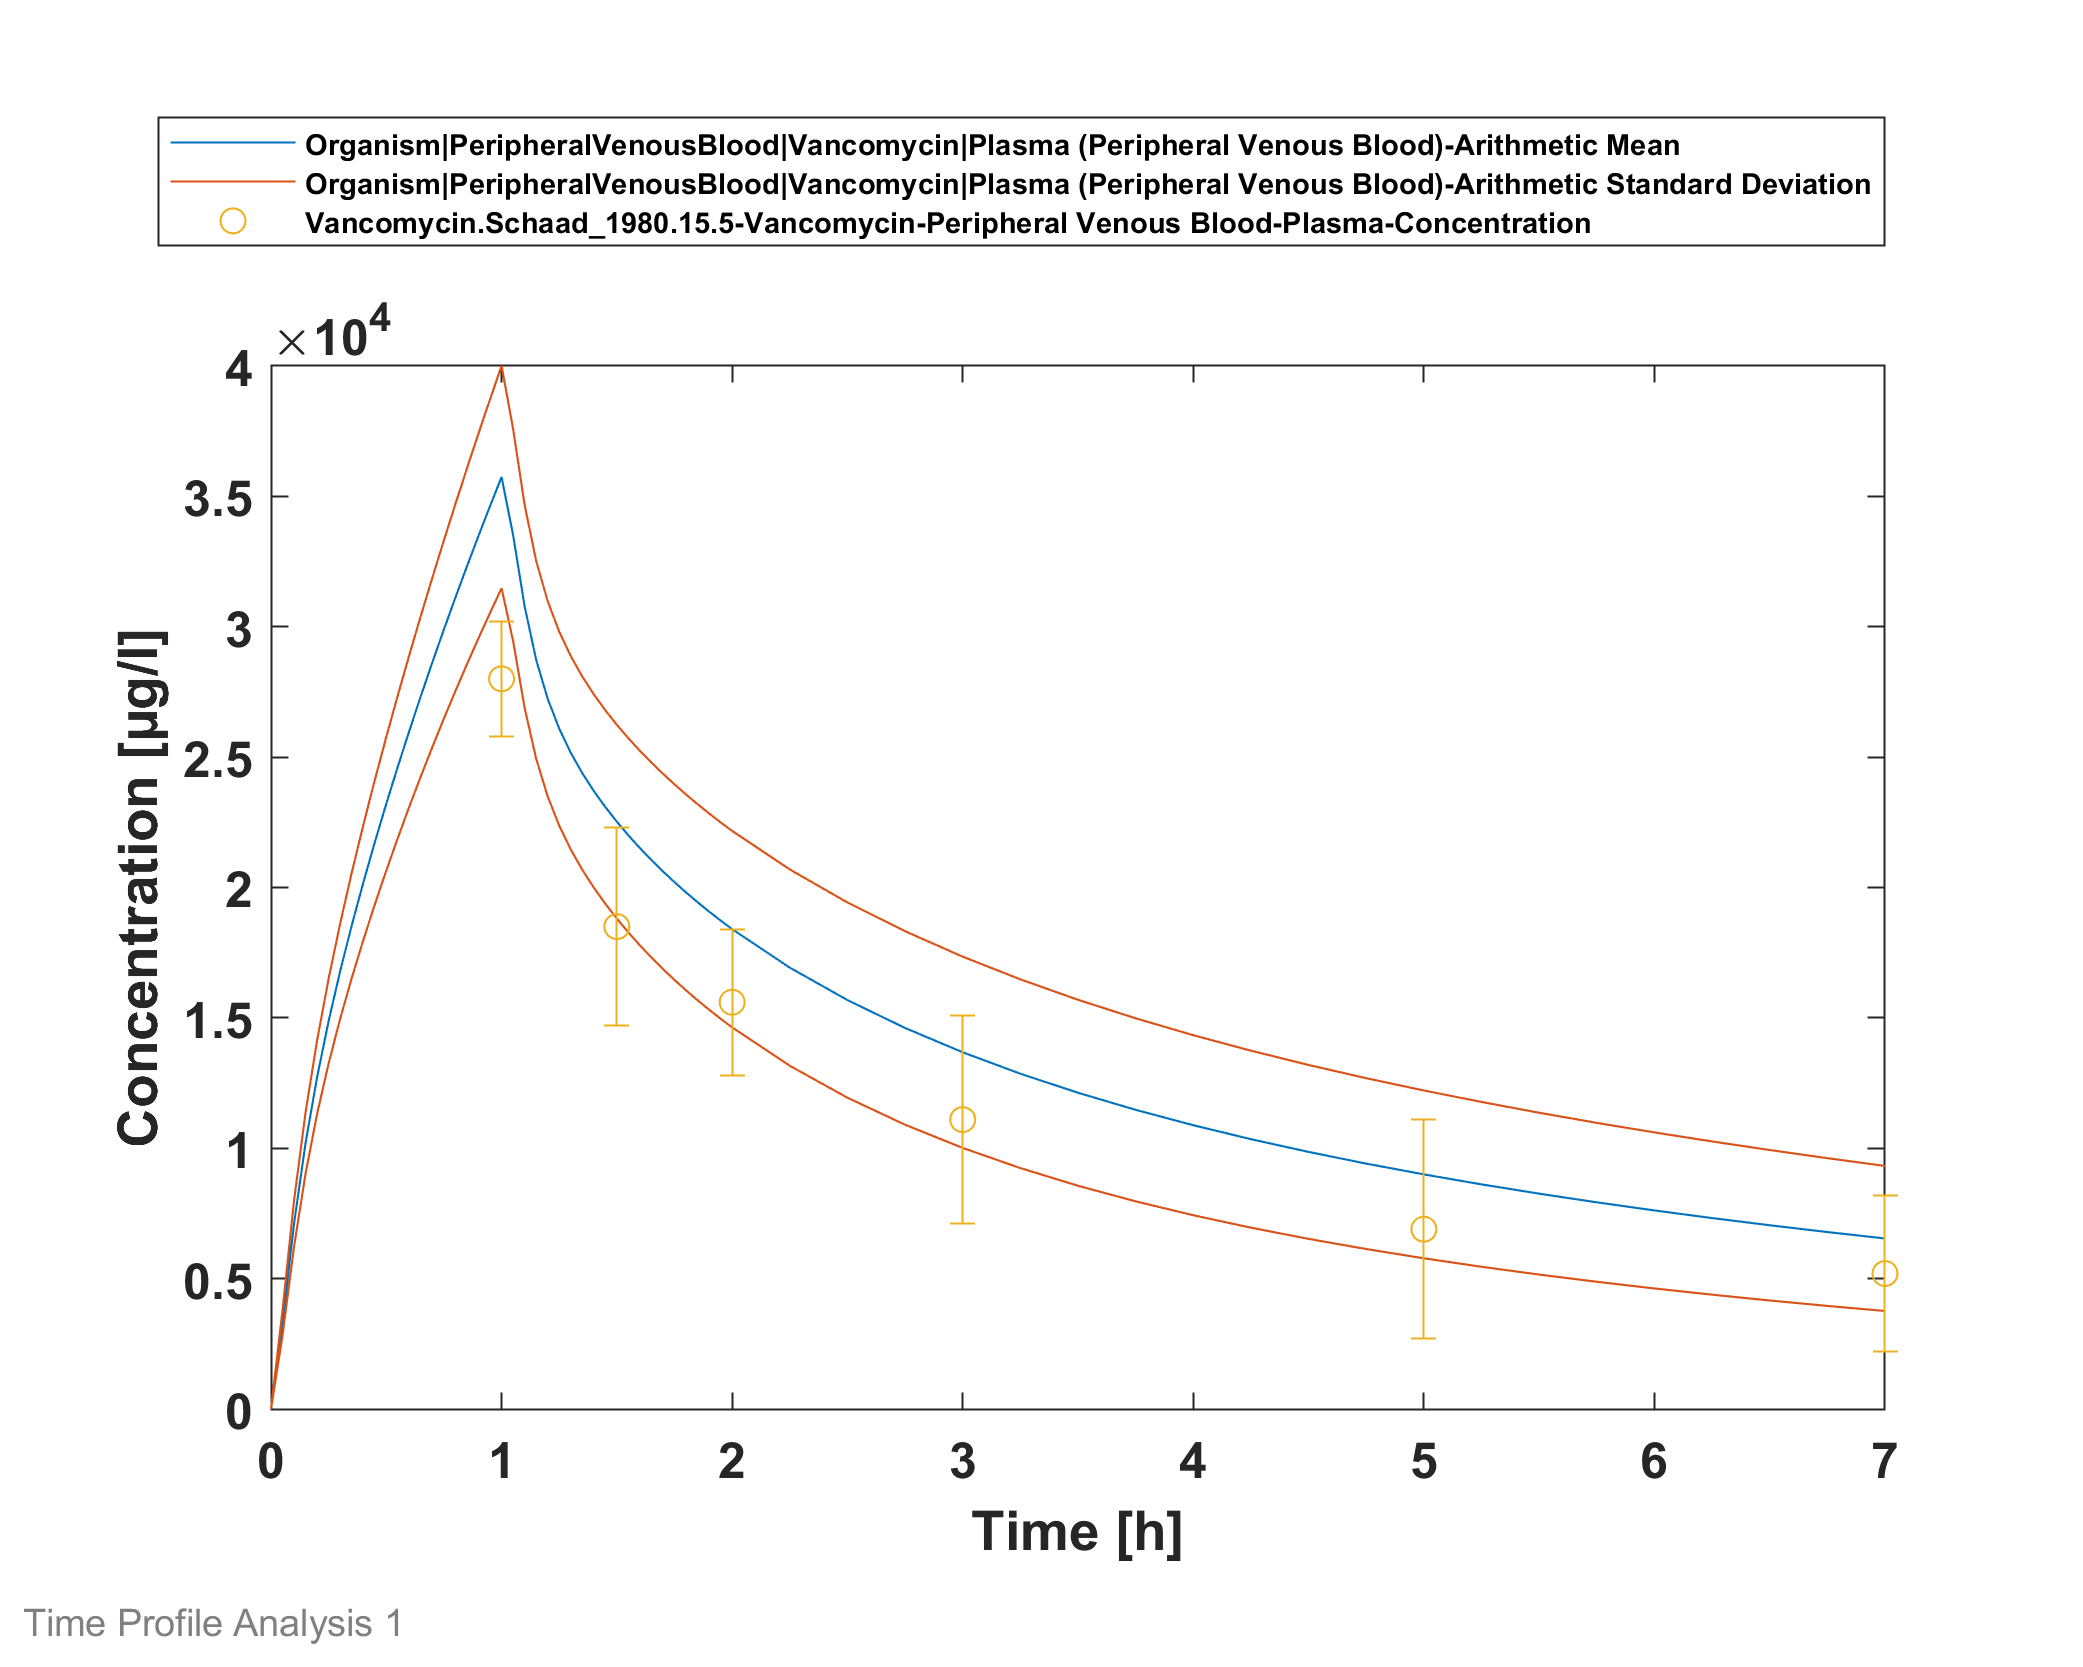 Organism|PeripheralVenousBlood|Vancomycin|Plasma (Peripheral Venous Blood)-Arithmetic Mean
Organism|PeripheralVenousBlood|Vancomycin|Plasma (Peripheral Venous Blood)-Arithmetic Standard Deviation
Vancomycin.Schaad_1980.15.5-Vancomycin-Peripheral Venous Blood-Plasma-Concentration
×10^4
4
3.5
3
2.5
2
1.5
1
0.5
0
Concentration [µg/l]
0 1 2 3 4 5 6 7
Time [h]
Time Profile Analysis 1